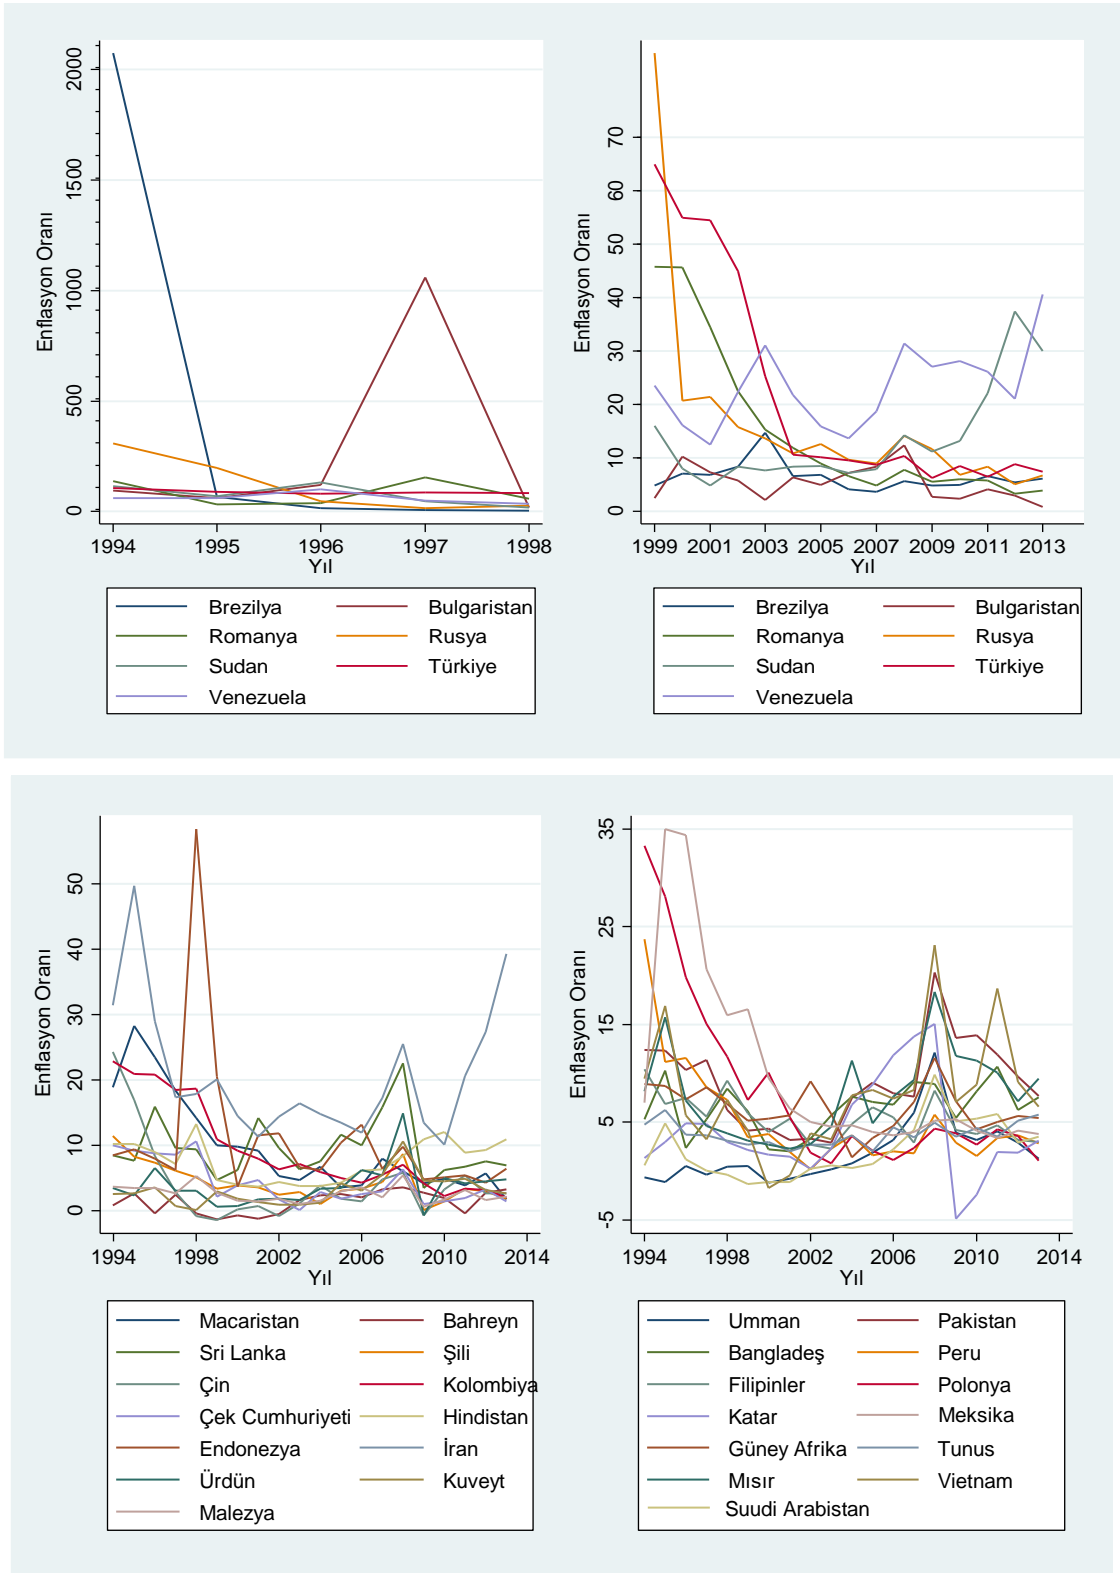 Enflasyon Oranı
0
500
1000
1500
2000
1994 1995 1996 1997 1998
Yıl
Brezilya Bulgaristan
Romanya Rusya
Sudan Türkiye
Venezuela
Enflasyon Oranı
0
10
20
30
40
50
60
70
1999 2001 2003 2005 2007 2009 2011 2013
Yıl
Brezilya Bulgaristan
Romanya Rusya
Sudan Türkiye
Venezuela
Enflasyon Oranı
0
10
20
30
40
50
1994 1998 2002 2006 2010 2014
Yıl
Macaristan Bahreyn
Sri Lanka Şili
Çin Kolombiya
Çek Cumhuriyeti Hindistan
Endonezya İran
Ürdün Kuveyt
Malezya
Enflasyon Oranı
-5
5
15
25
35
1994 1998 2002 2006 2010 2014
Yıl
Umman Pakistan
Bangladeş Peru
Filipinler Polonya
Katar Meksika
Güney Afrika Tunus
Mısır Vietnam
Suudi Arabistan